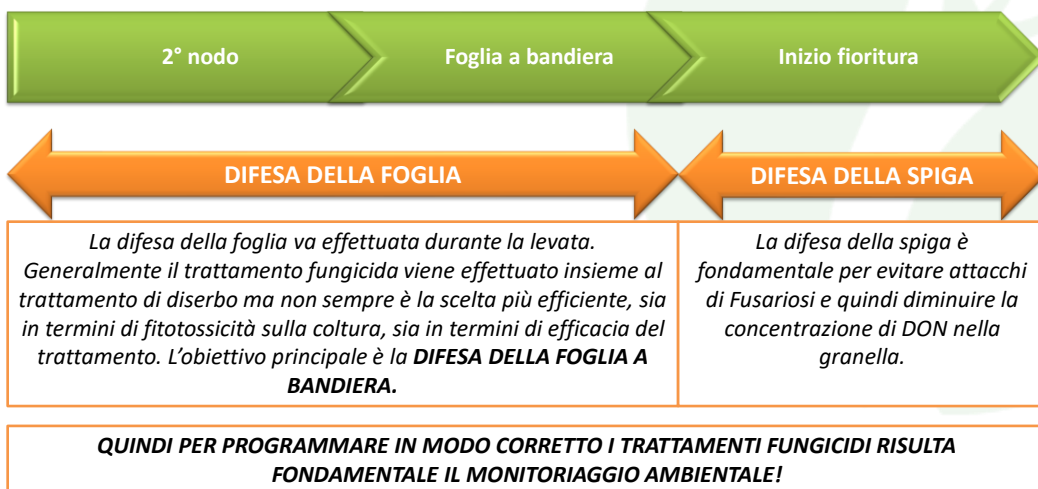 2° nodo
Foglia a bandiera
Inizio fioritura
DIFESA DELLA FOGLIA
DIFESA DELLA SPIGA
La difesa della foglia va effettuata durante la levata.
Generalmente il trattamento fungicida viene effettuato insieme al
trattamento di diserbo ma non sempre è la scelta più efficiente, sia
in termini di fitotossicità sulla coltura, sia in termini di efficacia del
trattamento. L'obiettivo principale è la DIFESA DELLA FOGLIA A
BANDIERA.
La difesa della spiga è
fondamentale per evitare attacchi
di Fusariosi e quindi diminuire la
concentrazione di DON nella
granella.
QUINDI PER PROGRAMMARE IN MODO CORRETTO I TRATTAMENTI FUNGICIDI RISULTA
FONDAMENTALE IL MONITORIAGGIO AMBIENTALE!